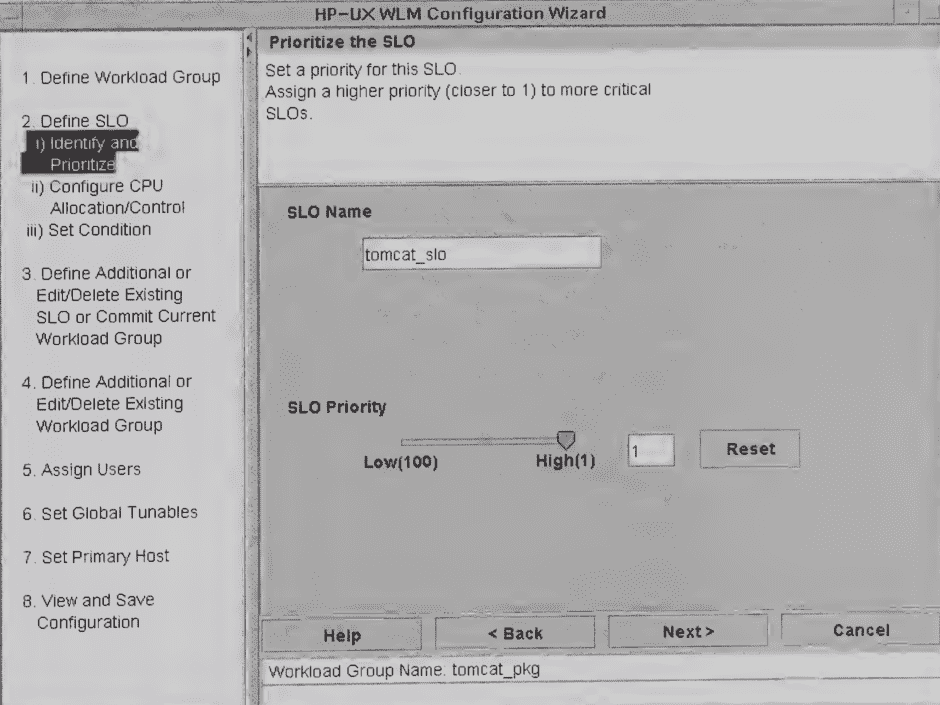 HP-UX WLM Configuration Wizard
1. Define Workload Group
2. Define SLO
i) Identify and
Prioritize
ii) Configure CPU
Allocation/Control
iii) Set Condition
3. Define Additional or
Edit/Delete Existing
SLO or Commit Current
Workload Group
4. Define Additional or
Edit/Delete Existing
Workload Group
5. Assign Users
6. Set Global Tunables
7. Set Primary Host
8. View and Save
Configuration
Prioritize the SLO
Set a priority for this SLO.
Assign a higher priority (closer to 1) to more critical
SLOs.
SLO Name
tomcat_slo
SLO Priority
Low(100) High(1) 1 Reset
Help < Back Next > Cancel
Workload Group Name: tomcat_pkg